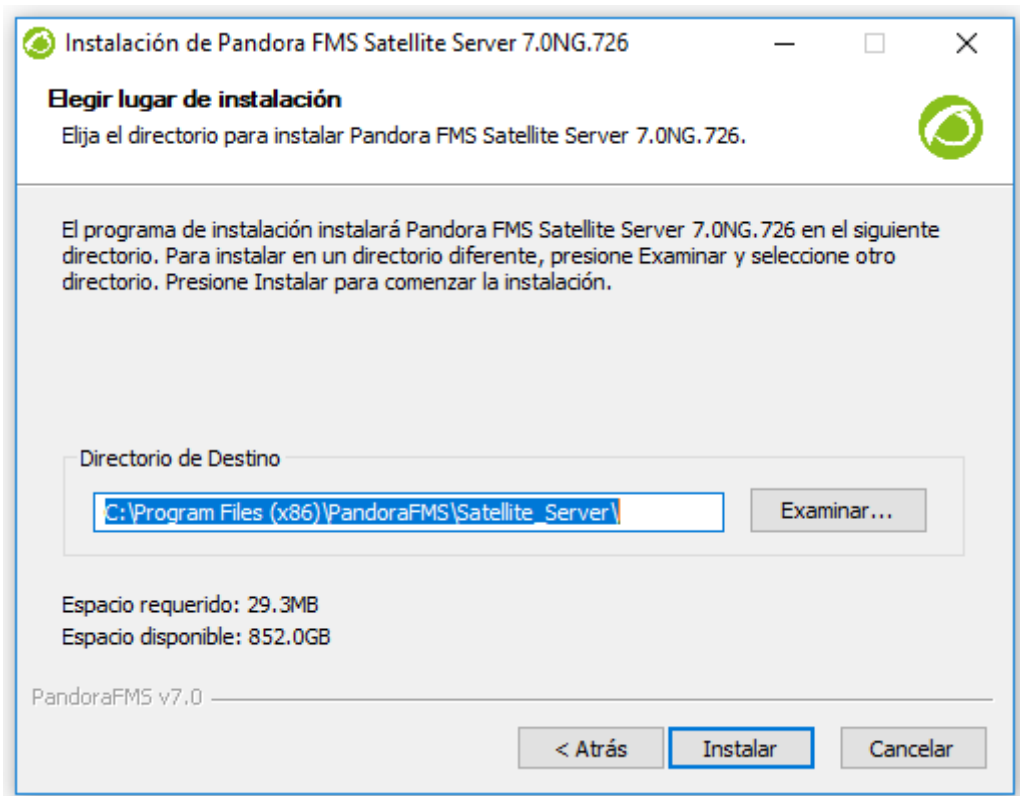 Instalación de Pandora FMS Satellite Server 7.0NG.726
Elegir lugar de instalación
Elija el directorio para instalar Pandora FMS Satellite Server 7.0NG.726.
El programa de instalación instalará Pandora FMS Satellite Server 7.0NG.726 en el siguiente
directorio. Para instalar en un directorio diferente, presione Examinar y seleccione otro
directorio. Presione Instalar para comenzar la instalación.
Directorio de Destino
C:\Program Files (x86)\PandoraFMS\Satellite_Server\
Examinar...
Espacio requerido: 29.3MB
Espacio disponible: 852.0GB
PandoraFMS v7.0
< Atrás
Instalar
Cancelar